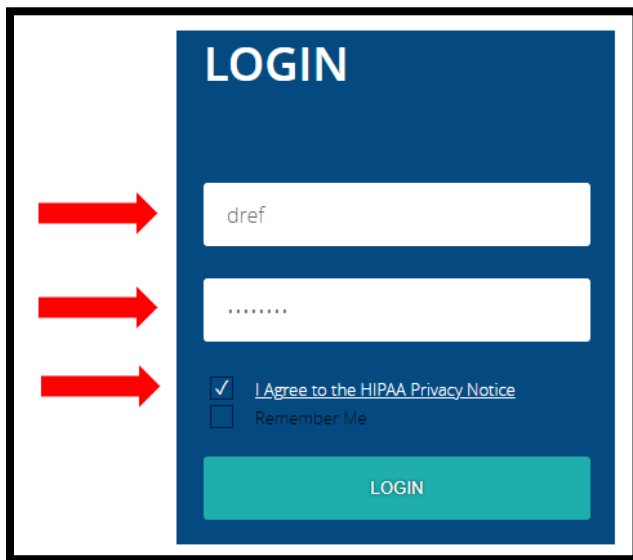 LOGIN
dref
........
I Agree to the HIPAA Privacy Notice
Remember Me
LOGIN